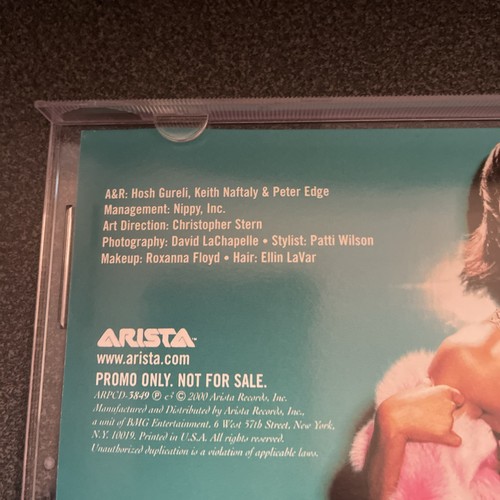 A&R: Hosh Gureli, Keith Naftaly & Peter Edge
Management: Nippy, Inc.
Art Direction: Christopher Stern
Photography: David LaChapelle • Stylist: Patti Wilson
Makeup: Roxanna Floyd • Hair: Ellin LaVar
ARISTA™
www.arista.com
PROMO ONLY. NOT FOR SALE.
ARPCD-3849 ℗ c+ © 2000 Arista Records, Inc.
Manufactured and Distributed by Arista Records, Inc.,
a unit of BMG Entertainment, 6 West 57th Street, New York,
N.Y. 10019. Printed in U.S.A. All rights reserved.
Unauthorized duplication is a violation of applicable laws.